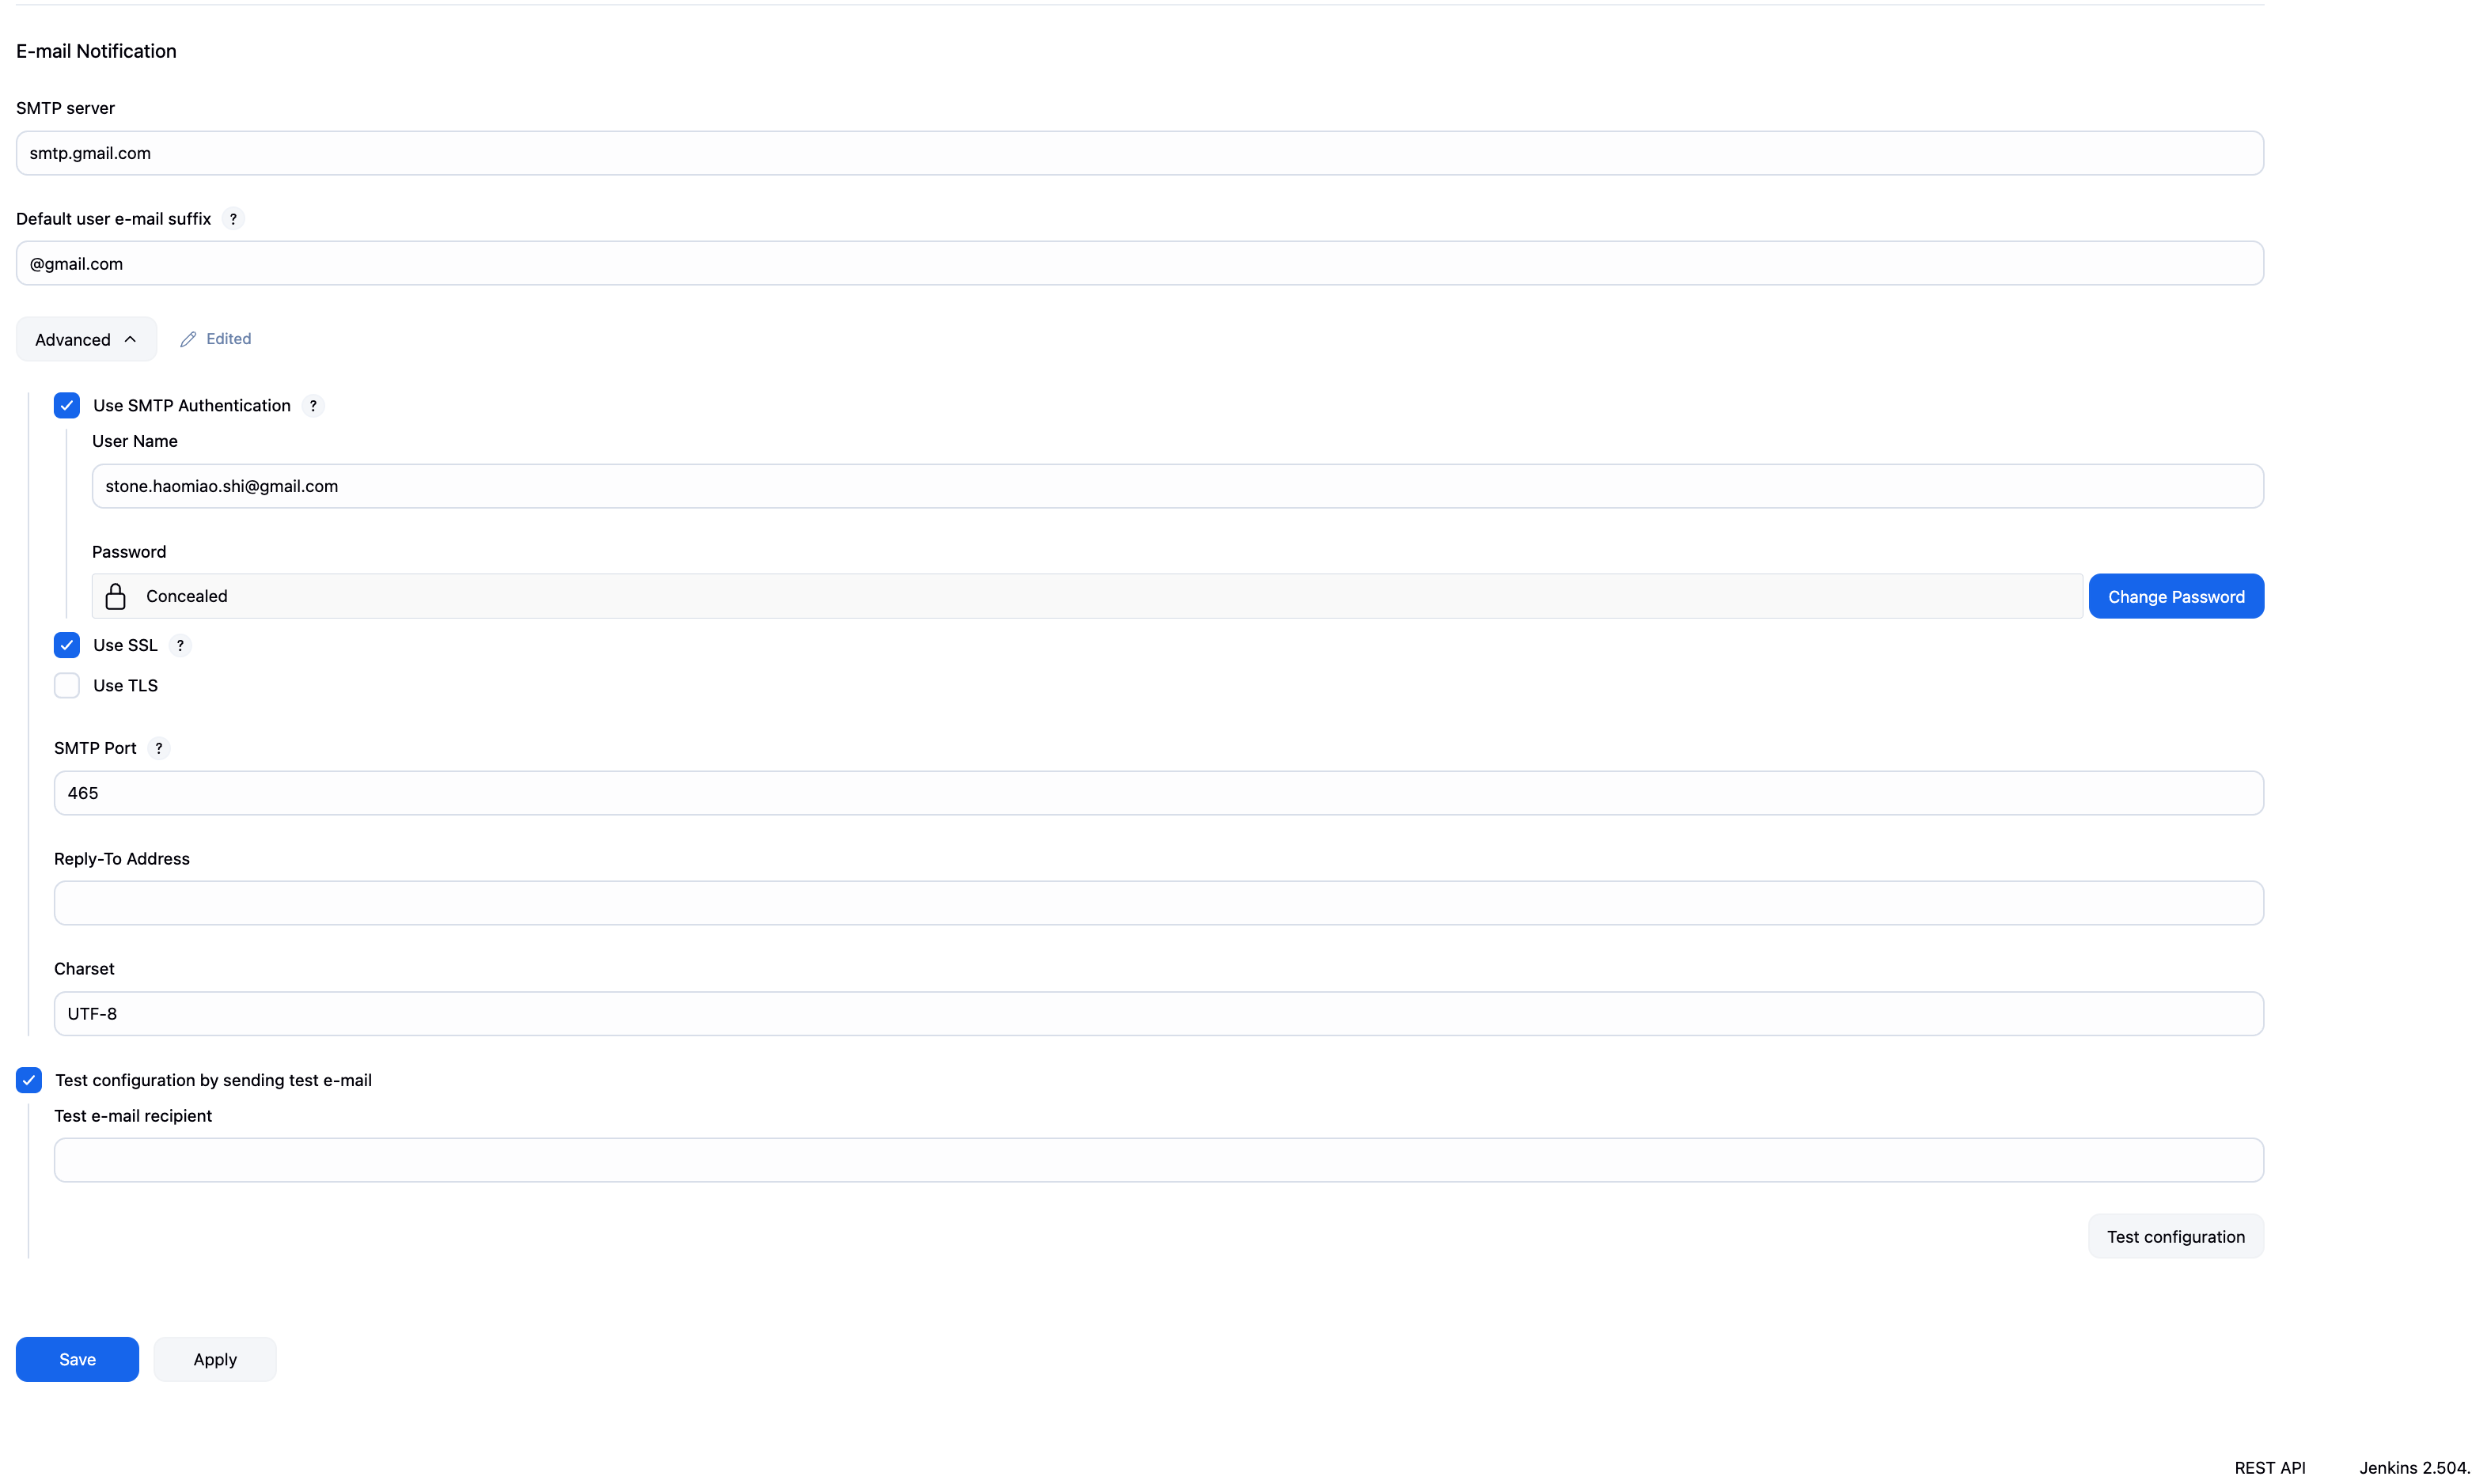 E-mail Notification
SMTP server
smtp.gmail.com
Default user e-mail suffix ?
@gmail.com
Advanced Edited
Use SMTP Authentication ?
User Name
stone.haomiao.shi@gmail.com
Password
Concealed Change Password
Use SSL ?
Use TLS
SMTP Port ?
465
Reply-To Address
Charset
UTF-8
Test configuration by sending test e-mail
Test e-mail recipient
Test configuration
Save Apply
REST API Jenkins 2.504.